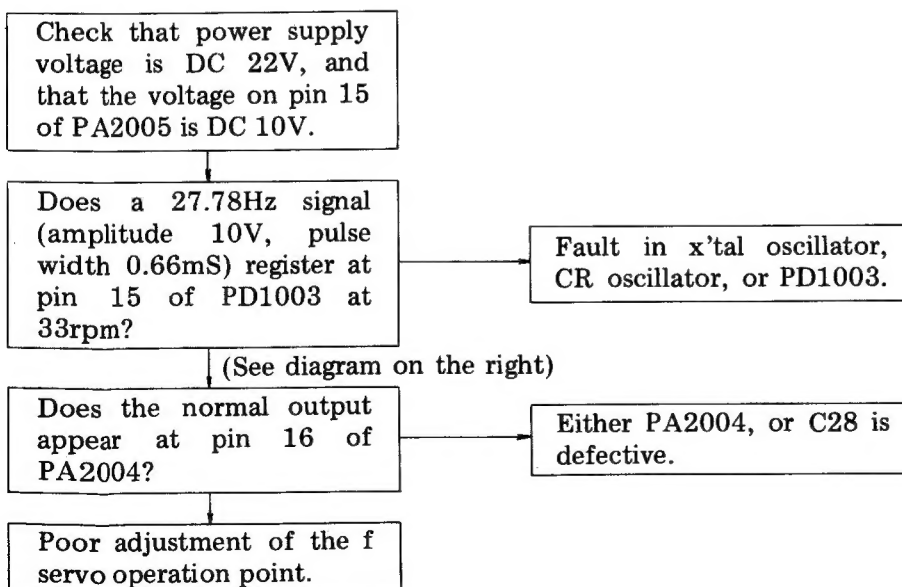 Check that power supply
voltage is DC 22V, and
that the voltage on pin 15
of PA2005 is DC 10V.
Does a 27.78Hz signal
(amplitude 10V, pulse
width 0.66mS) register at
pin 15 of PD1003 at
33rpm?
Fault in x'tal oscillator,
CR oscillator, or PD1003.
(See diagram on the right)
Does the normal output
appear at pin 16 of
PA2004?
Either PA2004, or C28 is
defective.
Poor adjustment of the f
servo operation point.